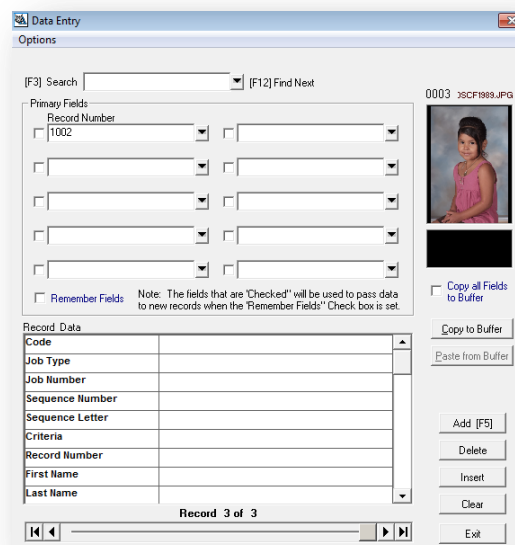 Data Entry
Options
[F3] Search
[F12] Find Next
Primary Fields
Record Number
1002
Remember Fields
Note: The fields that are 'Checked" will be used to pass data
to new records when the 'Remember Fields" Check box is set.
0003 JSCF1989.JPG
Copy all Fields
to Buffer
Copy to Buffer
Paste from Buffer
Record Data
Code
Job Type
Job Number
Sequence Number
Sequence Letter
Criteria
Record Number
First Name
Last Name
Record 3 of 3
Add [F5]
Delete
Insert
Clear
Exit